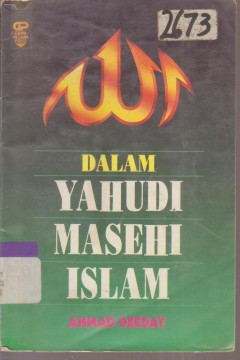 2673
الله
DALAM
YAHUDI
MASEHI
ISLAM
AHMAD DEEDAT